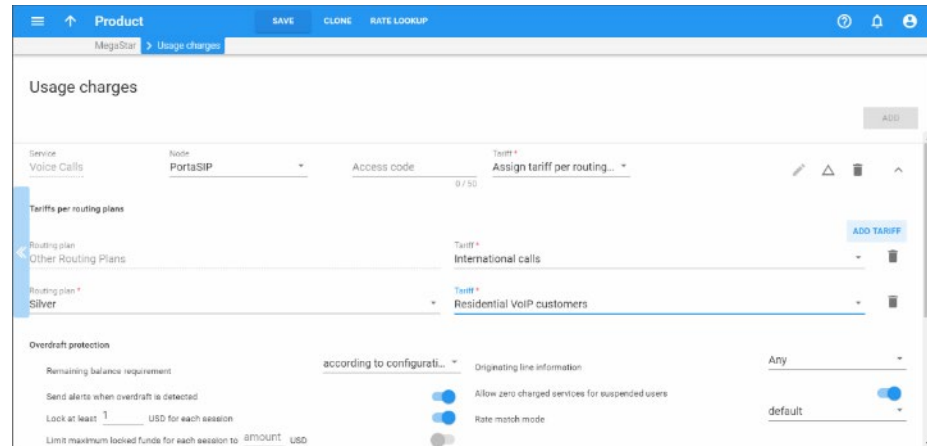 Product SAVE CLONE RATE LOOKUP
MegaStar Usage charges
Usage charges
ADD
Service Node Tariff *
Voice Calls PortaSIP Access code Assign tariff per routing...
0 / 50
Tariffs per routing plans
ADD TARIFF
Routing plan Tariff *
Other Routing Plans International calls
Routing plan * Tariff *
Silver Residential VoIP customers
Overdraft protection
Remaining balance requirement according to configurati... Originating line information Any
Send alerts when overdraft is detected Allow zero charged services for suspended users
Lock at least 1 USD for each session Rate match mode default
Limit maximum locked funds for each session to amount USD